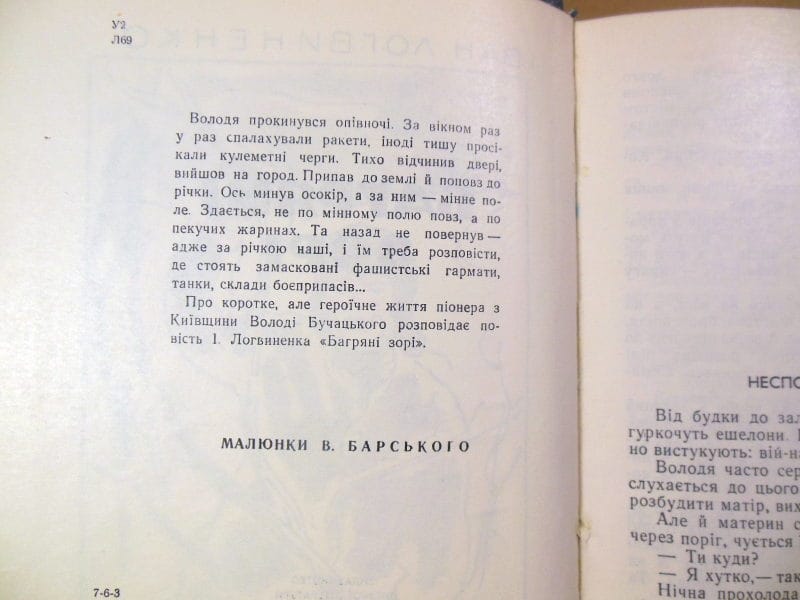 У2
Л69
Володя прокинувся опівночі. За вікном раз
у раз спалахували ракети, іноді тишу просі-
кали кулеметні черги. Тихо відчинив двері,
вийшов на город. Припав до землі й поповз до
річки. Ось минув осокір, а за ним — мінне по-
ле. Здається, не по мінному полю повз, а по
пекучих жаринах. Та назад не повернув —
адже за річкою наші, і їм треба розповісти,
де стоять замасковані фашистські гармати,
танки, склади боєприпасів...
Про коротке, але героїчне життя піонера з
Київщини Володі Бучацького розповідає по-
вість І. Логвиненка «Багряні зорі».
МАЛЮНКИ В. БАРСЬКОГО
7-6-3
НЕСПО
Від будки до зал
гуркочуть ешелони.
но вистукують: вій-на
Володя часто сер
слухається до цього
розбудити матір, вих
Але й материн с
через поріг, чується
— Ти куди?
— Я хутко,— так
Нічна прохолода